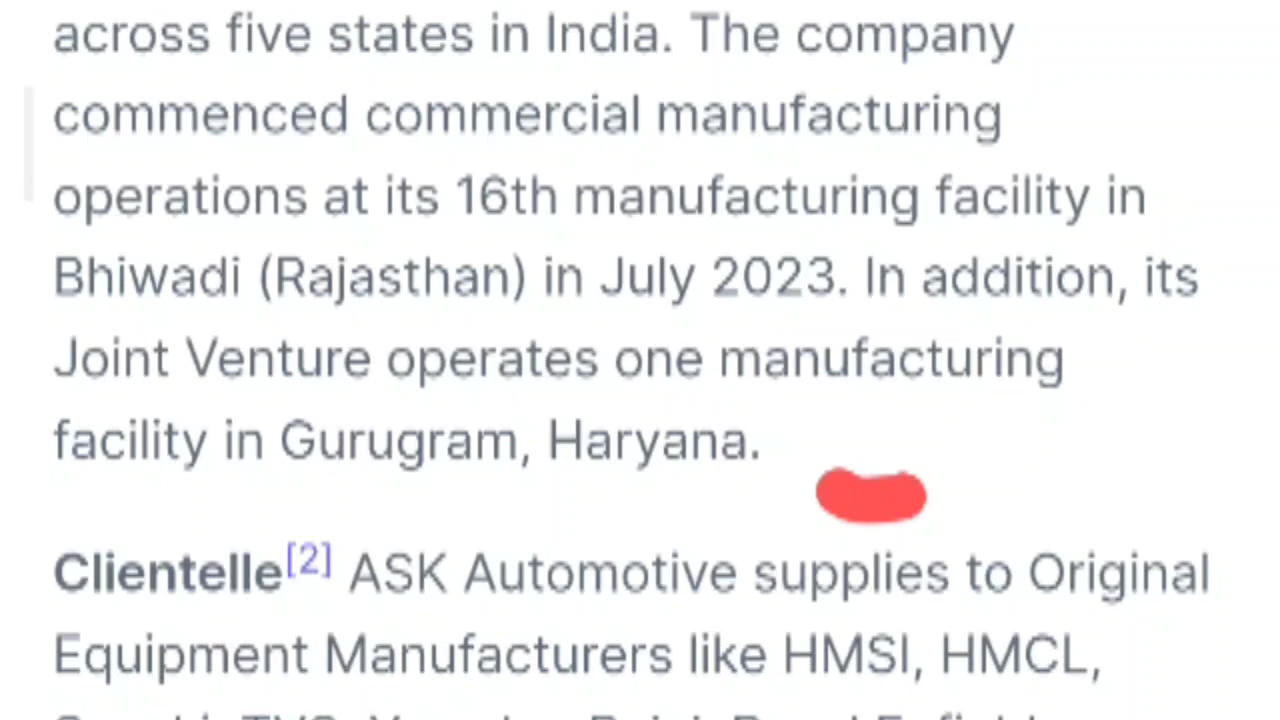 across five states in India. The company
commenced commercial manufacturing
operations at its 16th manufacturing facility in
Bhiwadi (Rajasthan) in July 2023. In addition, its
Joint Venture operates one manufacturing
facility in Gurugram, Haryana.
Clientelle[2] ASK Automotive supplies to Original
Equipment Manufacturers like HMSI, HMCL,